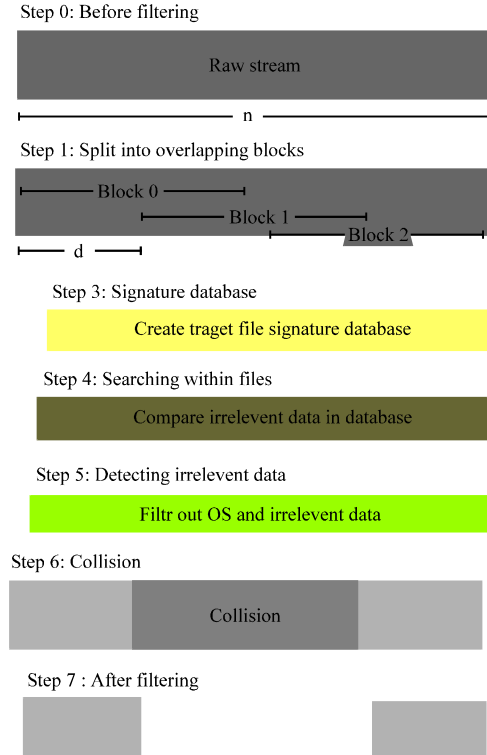 Step 0: Before filtering
Raw stream
n
Step 1: Split into overlapping blocks
Block 0
Block 1
Block 2
d
Step 3: Signature database
Create traget file signature database
Step 4: Searching within files
Compare irrelevent data in database
Step 5: Detecting irrelevent data
Filtr out OS and irrelevent data
Step 6: Collision
Collision
Step 7 : After filtering